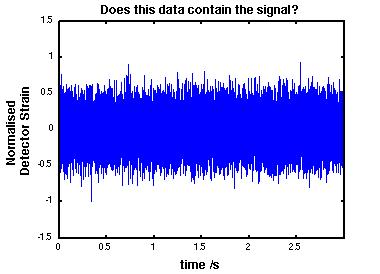 Does this data contain the signal?
1.5
1
0.5
0
-0.5
-1
-1.5
Normalised
Detector Strain
0 0.5 1 1.5 2 2.5
time /s